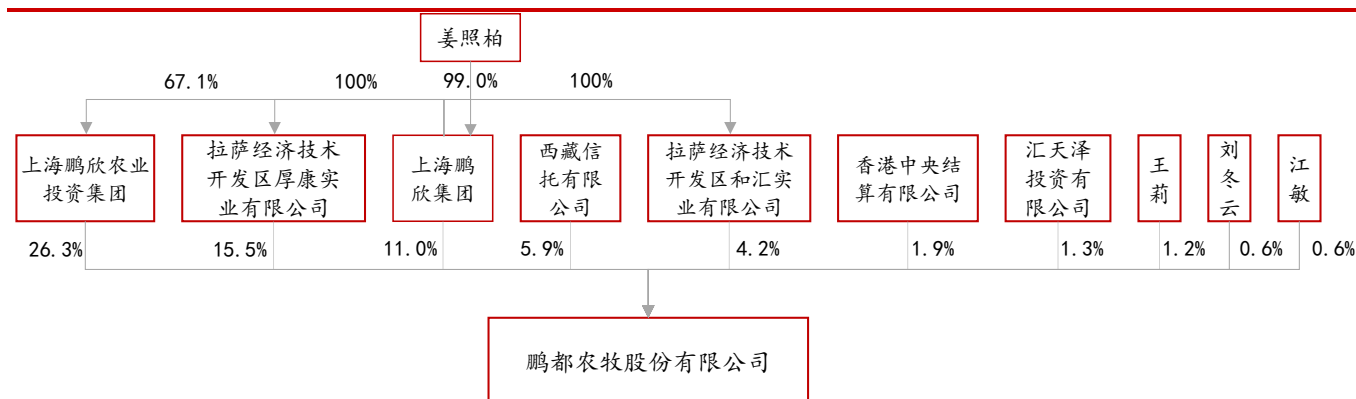 姜照柏
67.1%
100%
99.0%
100%
上海鹏欣农业
投资集团
拉萨经济技术
开发区厚康实
业有限公司
上海鹏
欣集团
西藏信
托有限
公司
拉萨经济技术
开发区和汇实
业有限公司
香港中央结
算有限公司
汇天泽
投资有
限公司
王
莉
刘
冬
云
江
敏
26.3%
15.5%
11.0%
5.9%
4.2%
1.9%
1.3%
1.2%
0.6%
0.6%
鹏都农牧股份有限公司